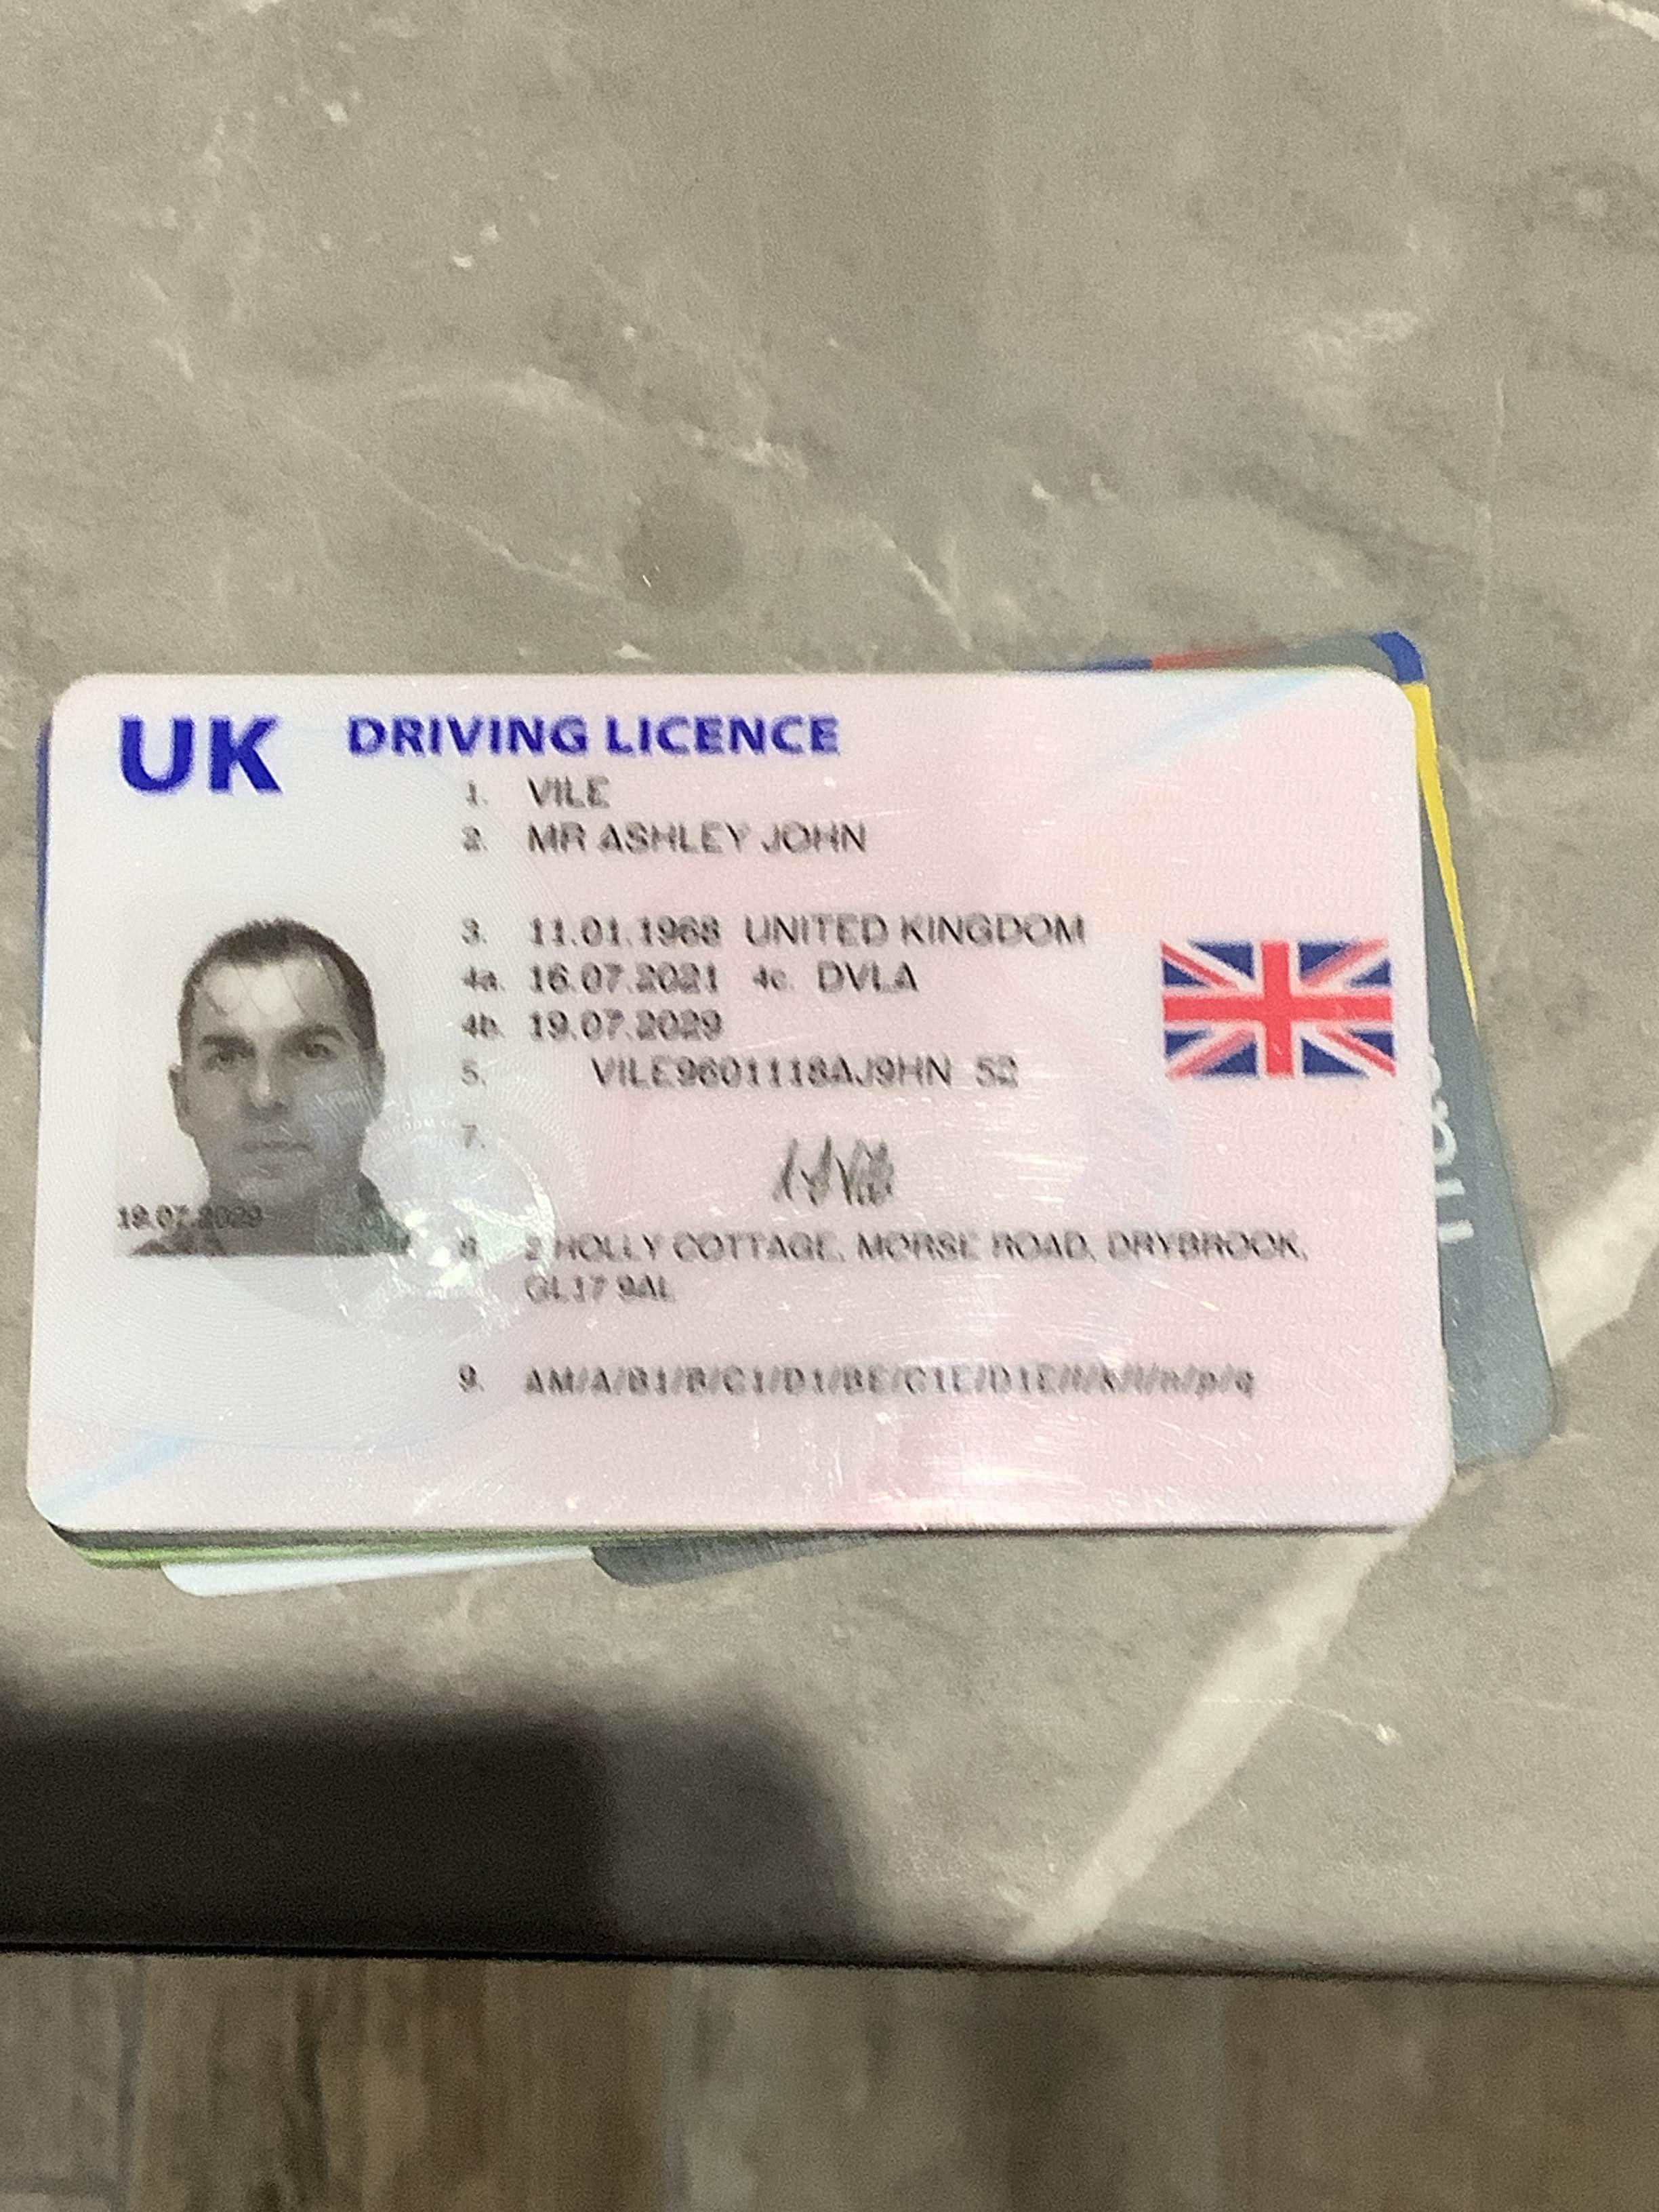 UK DRIVING LICENCE
1. VILE
2. MR ASHLEY JOHN
3. 11.01.1968 UNITED KINGDOM
4a. 16.07.2021 4c. DVLA
4b. 19.07.2029
5. VILE9601118AJ9HN 52
7.
19.07.2029
8. 2 HOLLY COTTAGE, MORSE ROAD, DRYBROOK,
GL17 9AL
9. AM/A/B1/B/C1/D1/BE/C1E/D1E/f/k/l/n/p/q